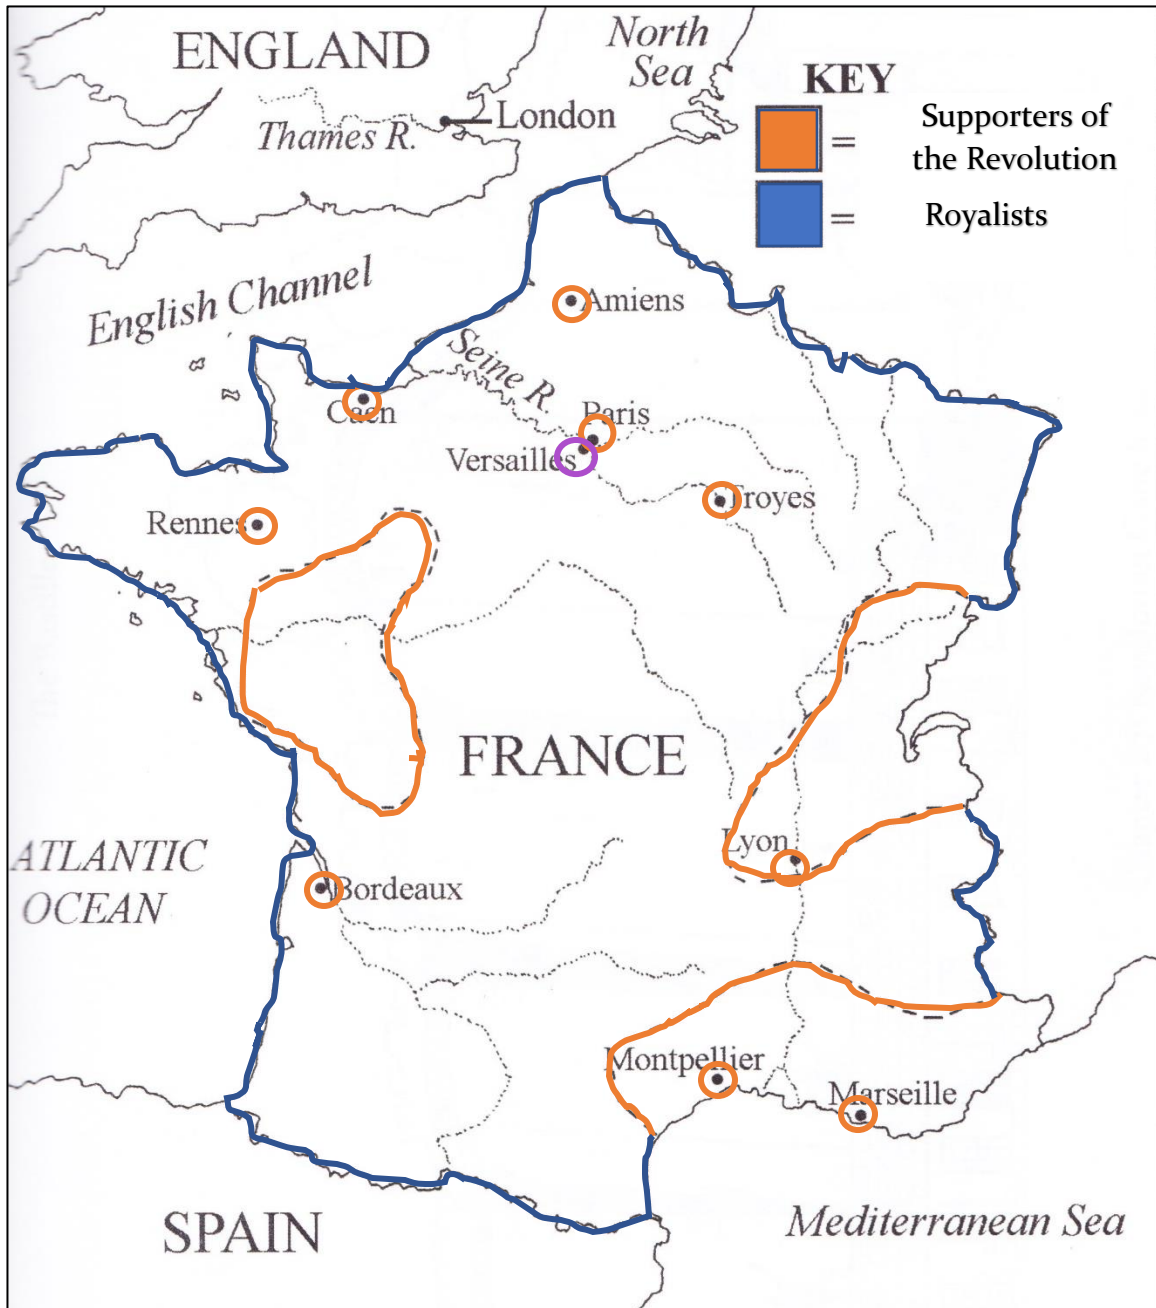 ENGLAND
North
Sea
KEY
London
Thames R.
= Supporters of
the Revolution
= Royalists
English Channel
Amiens
Seine R.
Caen
Paris
Versailles
Troyes
Rennes
FRANCE
Lyon
ATLANTIC
OCEAN
Bordeaux
Montpellier
Marseille
SPAIN
Mediterranean Sea